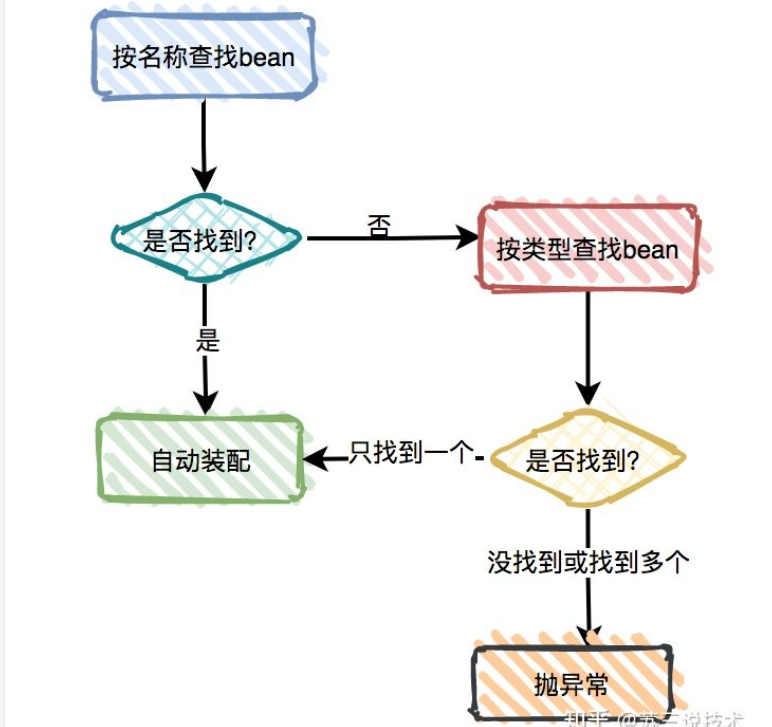 按名称查找bean
是否找到?
否
按类型查找bean
是
自动装配
只找到一个
是否找到?
没找到或找到多个
抛异常
知乎 @苏三说技术